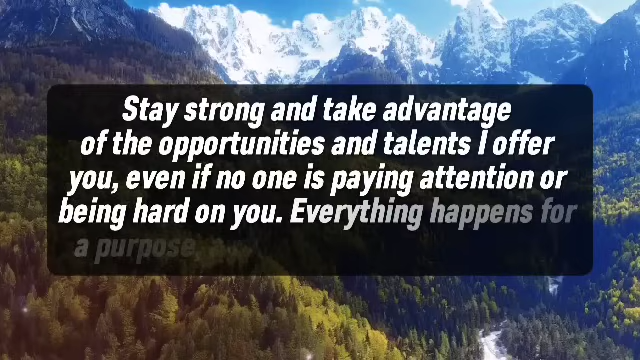 Stay strong and take advantage
of the opportunities and talents I offer
you, even if no one is paying attention or
being hard on you. Everything happens for
a purpose,